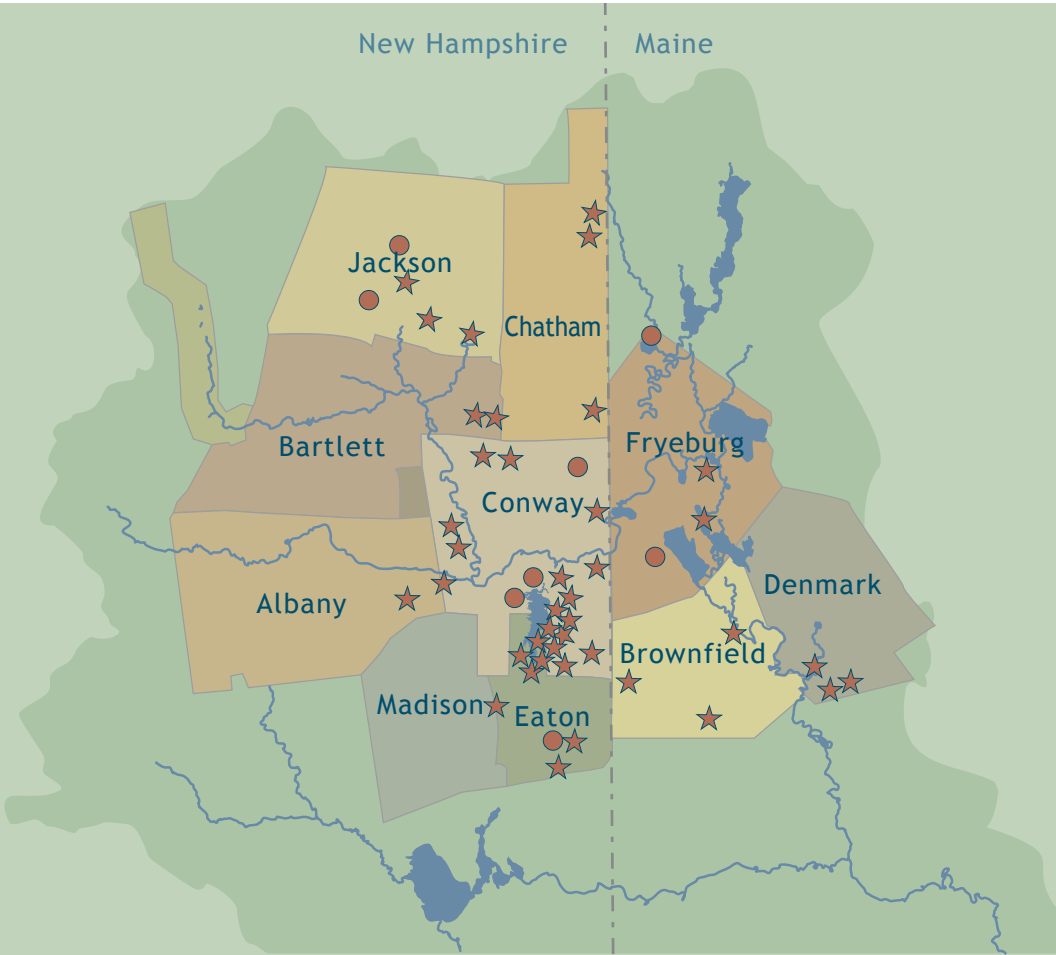 New Hampshire
Maine
Jackson
Chatham
Bartlett
Fryeburg
Conway
Albany
Denmark
Brownfield
Madison
Eaton